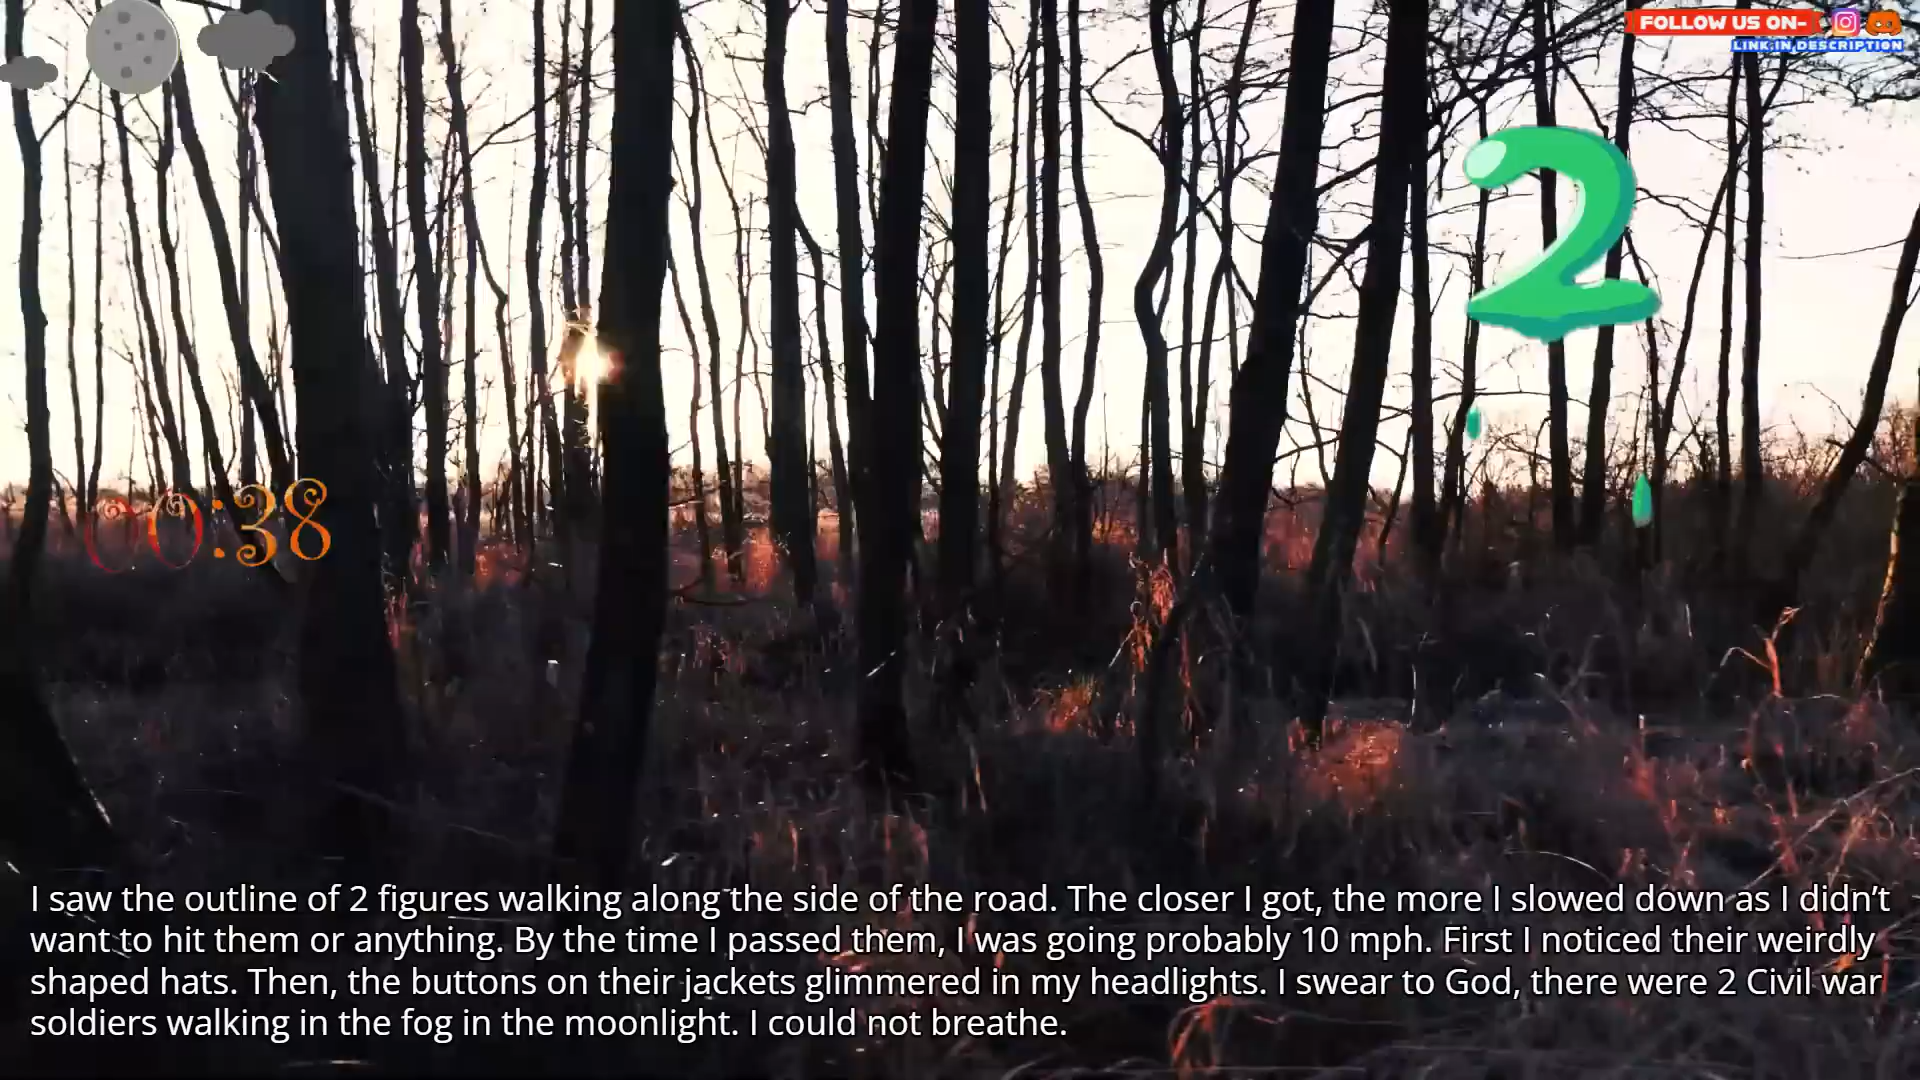 FOLLOW US ON-
LINK IN DESCRIPTION
2
00:38
I saw the outline of 2 figures walking along the side of the road. The closer I got, the more I slowed down as I didn’t
want to hit them or anything. By the time I passed them, I was going probably 10 mph. First I noticed their weirdly
shaped hats. Then, the buttons on their jackets glimmered in my headlights. I swear to God, there were 2 Civil war
soldiers walking in the fog in the moonlight. I could not breathe.